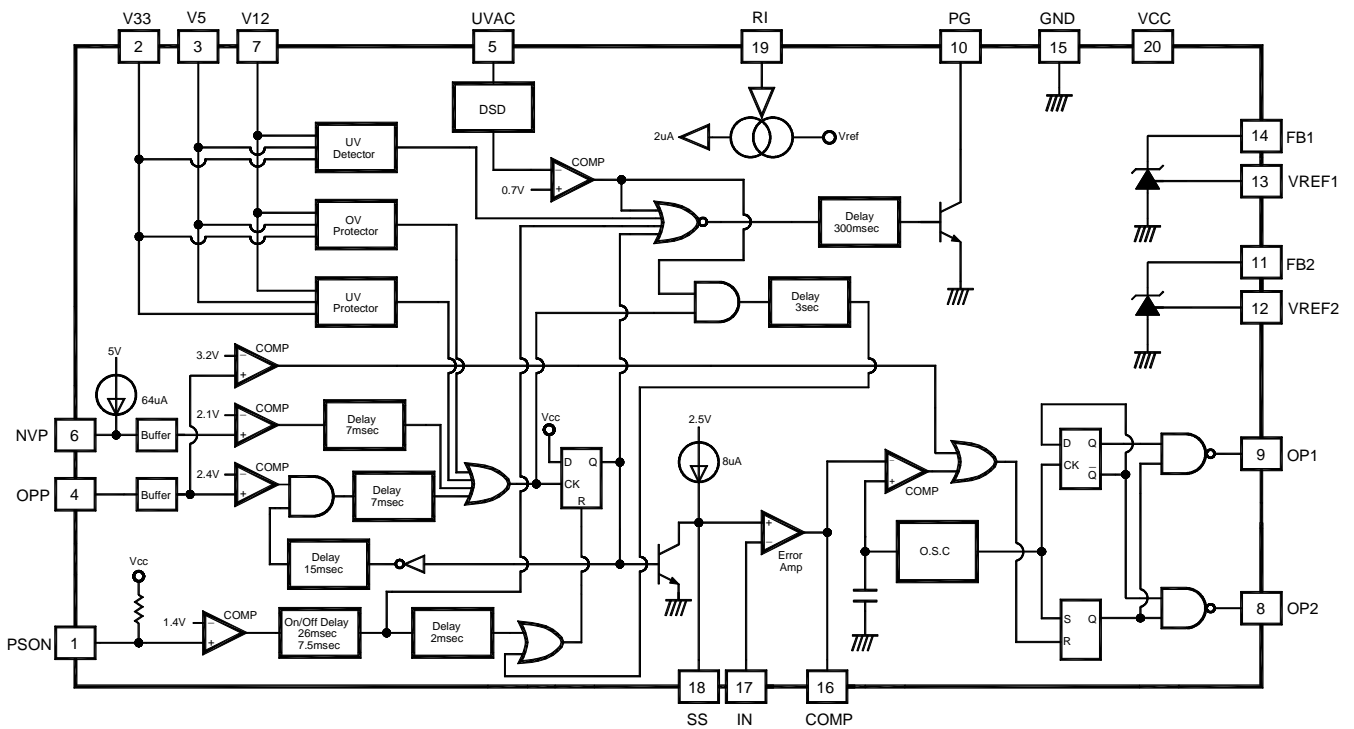 V33
V5
V12
UVAC
RI
PG
GND
VCC
2
3
7
5
19
10
15
20
DSD
2uA
Vref
UV
Detector
COMP
−
+
0.7V
14
FB1
13
VREF1
OV
Protector
Delay
300msec
11
FB2
12
VREF2
UV
Protector
Delay
3sec
5V
64uA
3.2V
−
+
COMP
2.1V
−
+
COMP
Delay
7msec
NVP
6
Buffer
2.4V
−
+
COMP
OPP
4
Buffer
Delay
7msec
Vcc
D
Q
CK
R
2.5V
8uA
−
+
COMP
D
Q
CK
Q
9
OP1
Delay
15msec
+
−
Error
Amp
O.S.C
Vcc
1.4V
−
+
COMP
PSON
1
On/Off Delay
26msec
7.5msec
Delay
2msec
S
Q
R
8
OP2
18
17
16
SS
IN
COMP